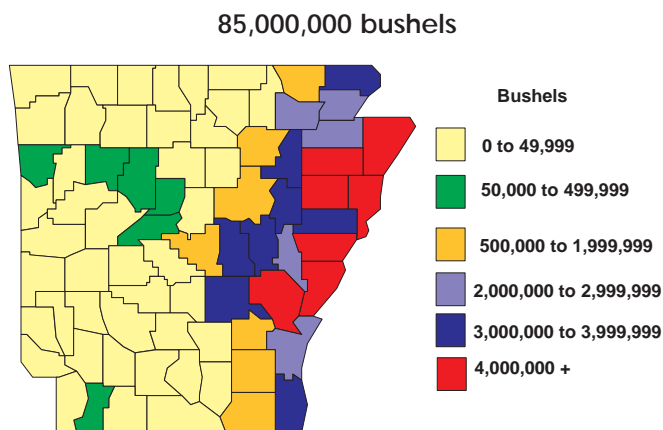 85,000,000 bushels
Bushels
0 to 49,999
50,000 to 499,999
500,000 to 1,999,999
2,000,000 to 2,999,999
3,000,000 to 3,999,999
4,000,000 +